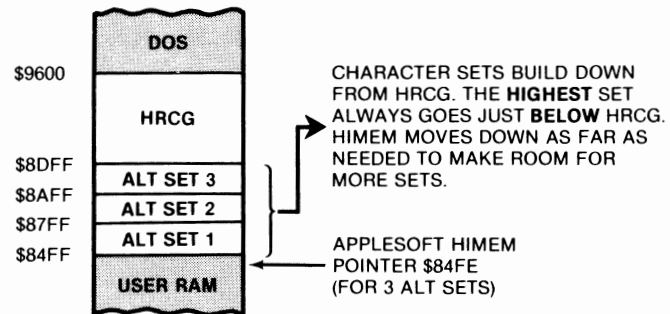 DOS
$9600
HRCG
CHARACTER SETS BUILD DOWN
FROM HRCG. THE HIGHEST SET
ALWAYS GOES JUST BELOW HRCG.
HIMEM MOVES DOWN AS FAR AS
NEEDED TO MAKE ROOM FOR
MORE SETS.
$8DFF
ALT SET 3
$8AFF
ALT SET 2
$87FF
ALT SET 1
$84FF
USER RAM
APPLESOFT HIMEM
POINTER $84FE
(FOR 3 ALT SETS)